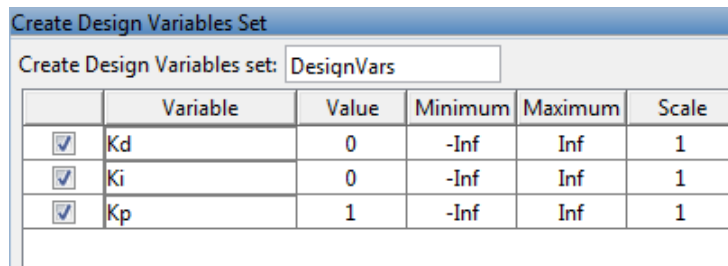 Create Design Variables Set
Create Design Variables set: DesignVars
Variable Value Minimum Maximum Scale
Kd 0 -Inf Inf 1
Ki 0 -Inf Inf 1
Kp 1 -Inf Inf 1